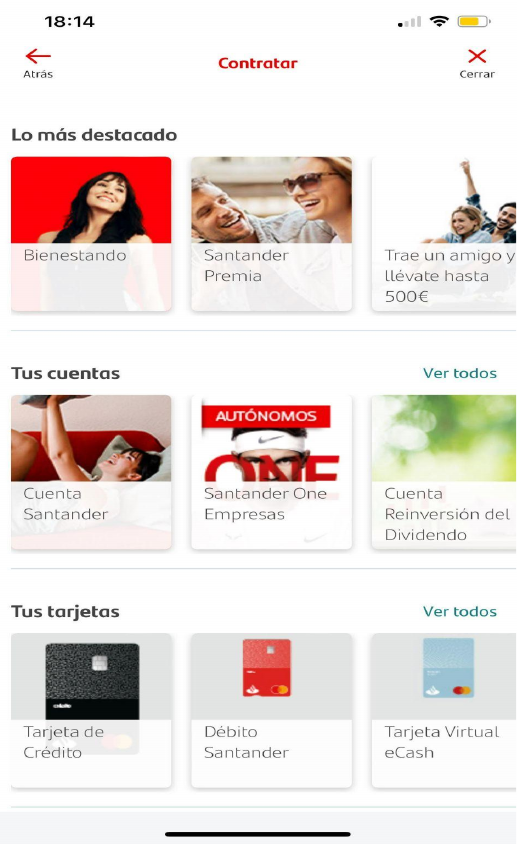 18:14
Atrás
Contratar
Cerrar
Lo más destacado
Bienestando
Santander
Premia
Trae un amigo y
llévate hasta
500€
Tus cuentas
Ver todos
Cuenta
Santander
AUTÓNOMOS
ONE
Santander One
Empresas
Cuenta
Reinversión del
Dividendo
Tus tarjetas
Ver todos
Tarjeta de
Crédito
Débito
Santander
Tarjeta Virtual
eCash